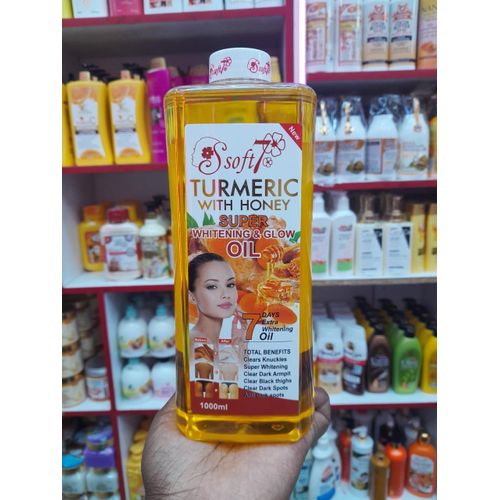 Soft 7
New
Ssoft7
TURMERIC
WITH HONEY
SUPER
WHITENING & GLOW
OIL
7 DAYS
Extra
Whitening
Oil
TOTAL BENEFITS
Clears Knuckles
Super Whitening
Clear Dark Armpit
Clear Black thighs
Clear Dark Spots
1000ml